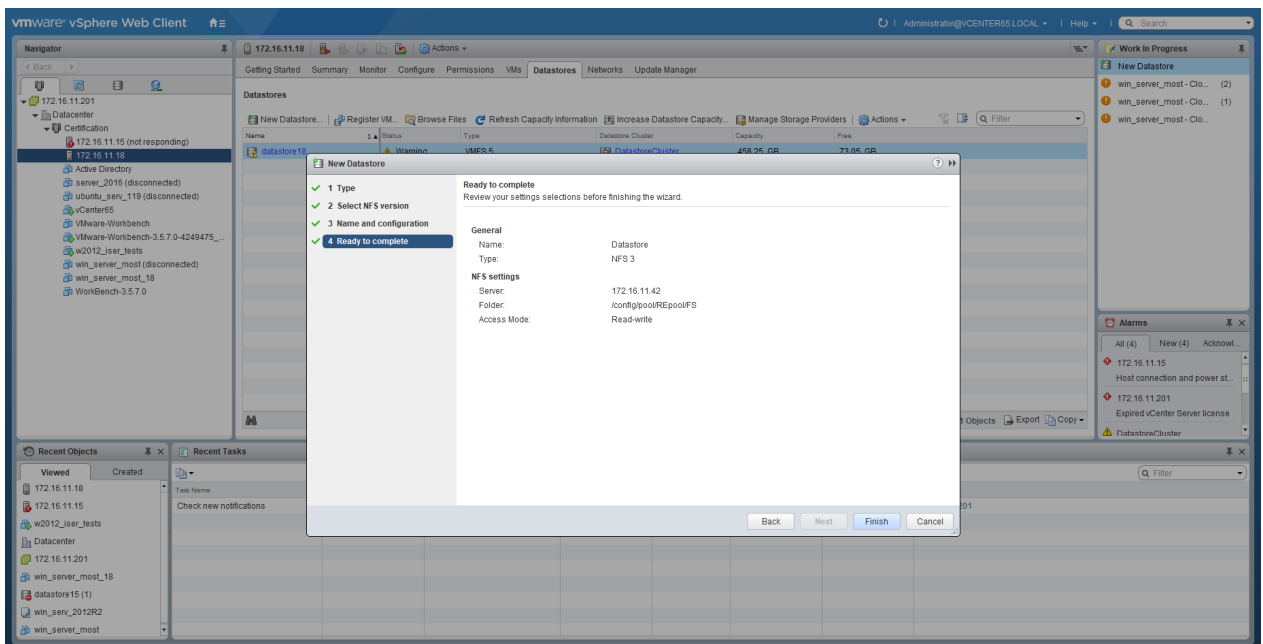 vmware® vSphere Web Client
Administrator@VCENTER65.LOCAL
Help
Search
Navigator
Back
172.16.11.201
Datacenter
Certification
172.16.11.15 (not responding)
172.16.11.18
Active Directory
server_2016 (disconnected)
ubuntu_serv_119 (disconnected)
vCenter65
VMware-Workbench
VMware-Workbench-3.5.7.0-4249475_...
w2012_iser_tests
win_server_most (disconnected)
win_server_most_18
WorkBench-3.5.7.0
172.16.11.18 Actions
Getting Started Summary Monitor Configure Permissions VMs Datastores Networks Update Manager
Datastores
New Datastore... Register VM... Browse Files Refresh Capacity Information Increase Datastore Capacity... Manage Storage Providers Actions Filter
Name 1 Status Type Datastore Cluster Capacity Free
datastore18 Warning VMFS 5 DatastoreCluster 458.25 GB 73.05 GB
New Datastore
1 Type
2 Select NFS version
3 Name and configuration
4 Ready to complete
Ready to complete
Review your settings selections before finishing the wizard.
General
Name: Datastore
Type: NFS 3
NFS settings
Server: 172.16.11.42
Folder: /config/pool/REpool/FS
Access Mode: Read-write
Back Next Finish Cancel
1 Objects Export Copy
Work In Progress
New Datastore
win_server_most - Clo... (2)
win_server_most - Clo... (1)
win_server_most - Clo...
Alarms
All (4) New (4) Acknowl...
172.16.11.15
Host connection and power st...
172.16.11.201
Expired vCenter Server license
DatastoreCluster
Recent Objects
Viewed Created
172.16.11.18
172.16.11.15
w2012_iser_tests
Datacenter
172.16.11.201
win_server_most_18
datastore15 (1)
win_serv_2012R2
win_server_most
Recent Tasks
Filter
Task Name
Check new notifications